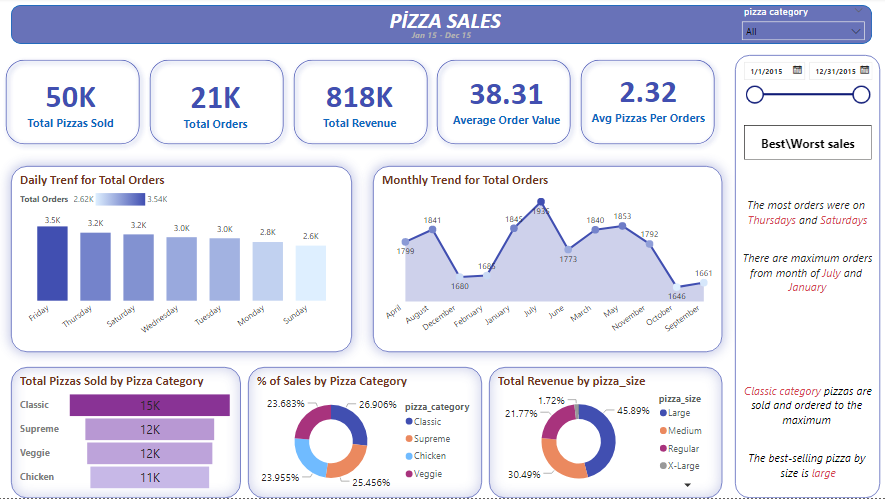 PİZZA SALES
Jan 15 - Dec 15
pizza category
All
50K
Total Pizzas Sold
21K
Total Orders
818K
Total Revenue
38.31
Average Order Value
2.32
Avg Pizzas Per Orders
1/1/2015
12/31/2015
Best\Worst sales
The most orders were on
Thursdays and Saturdays
There are maximum orders
from month of July and
January
Classic category pizzas are
sold and ordered to the
maximum
The best-selling pizza by
size is large
Daily Trenf for Total Orders
Total Orders 2.62K 3.54K
3.5K
3.2K
3.2K
3.0K
3.0K
2.8K
2.6K
Friday
Thursday
Saturday
Wednesday
Tuesday
Monday
Sunday
Monthly Trend for Total Orders
1799
1841
1680
1685
1845
1935
1773
1840
1853
1792
1646
1661
April
August
December
February
January
July
June
March
May
November
October
September
Total Pizzas Sold by Pizza Category
Classic 15K
Supreme 12K
Veggie 12K
Chicken 11K
% of Sales by Pizza Category
23.683%
26.906%
23.955%
25.456%
pizza_category
Classic
Supreme
Chicken
Veggie
Total Revenue by pizza_size
1.72%
21.77%
45.89%
30.49%
pizza_size
Large
Medium
Regular
X-Large